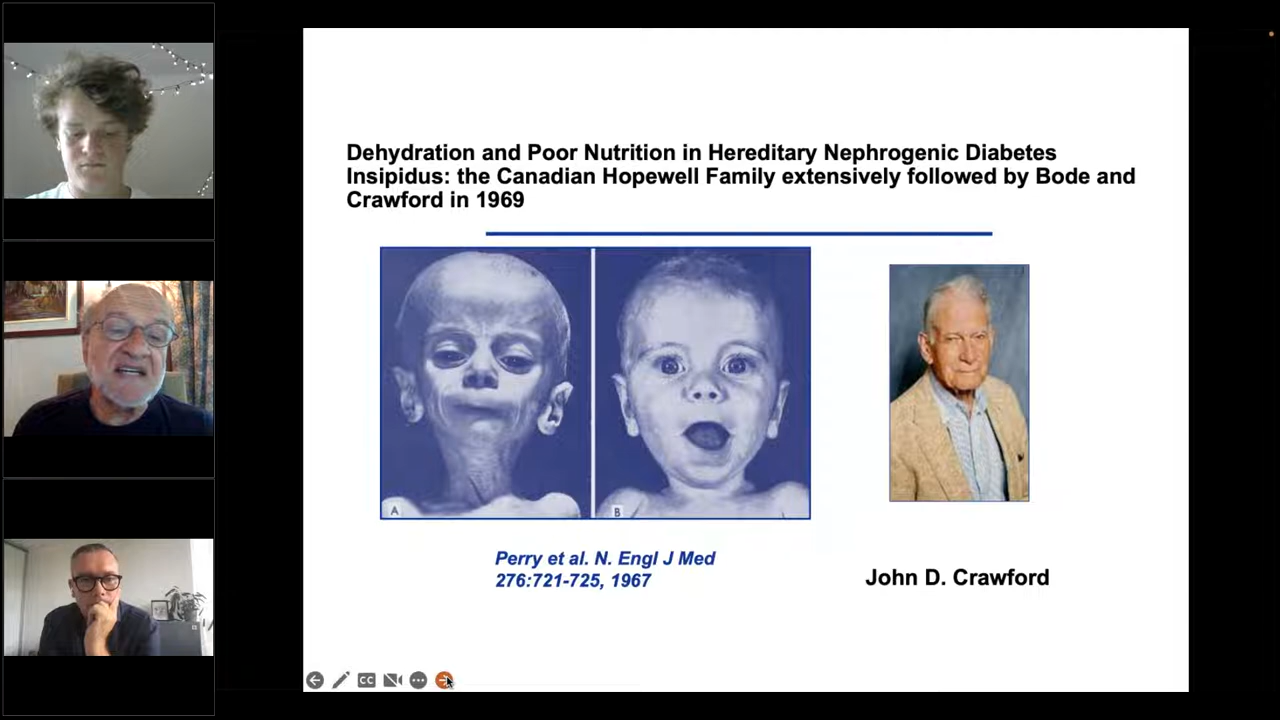 Dehydration and Poor Nutrition in Hereditary Nephrogenic Diabetes
Insipidus: the Canadian Hopewell Family extensively followed by Bode and
Crawford in 1969
A
B
Perry et al. N. Engl J Med
276:721-725, 1967
John D. Crawford
CC